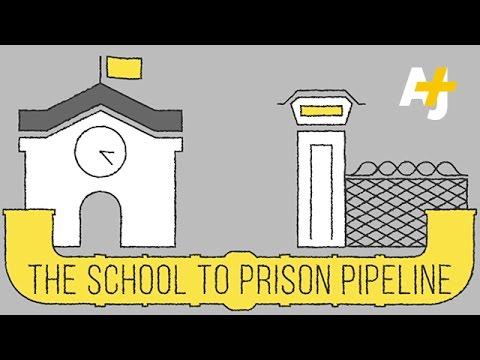 AJ+
THE SCHOOL TO PRISON PIPELINE